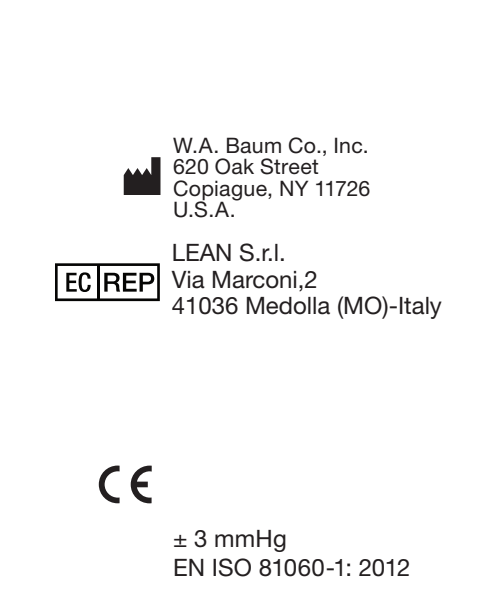 W.A. Baum Co., Inc.
620 Oak Street
Copiague, NY 11726
U.S.A.
EC REP
LEAN S.r.l.
Via Marconi,2
41036 Medolla (MO)-Italy
CE
± 3 mmHg
EN ISO 81060-1: 2012